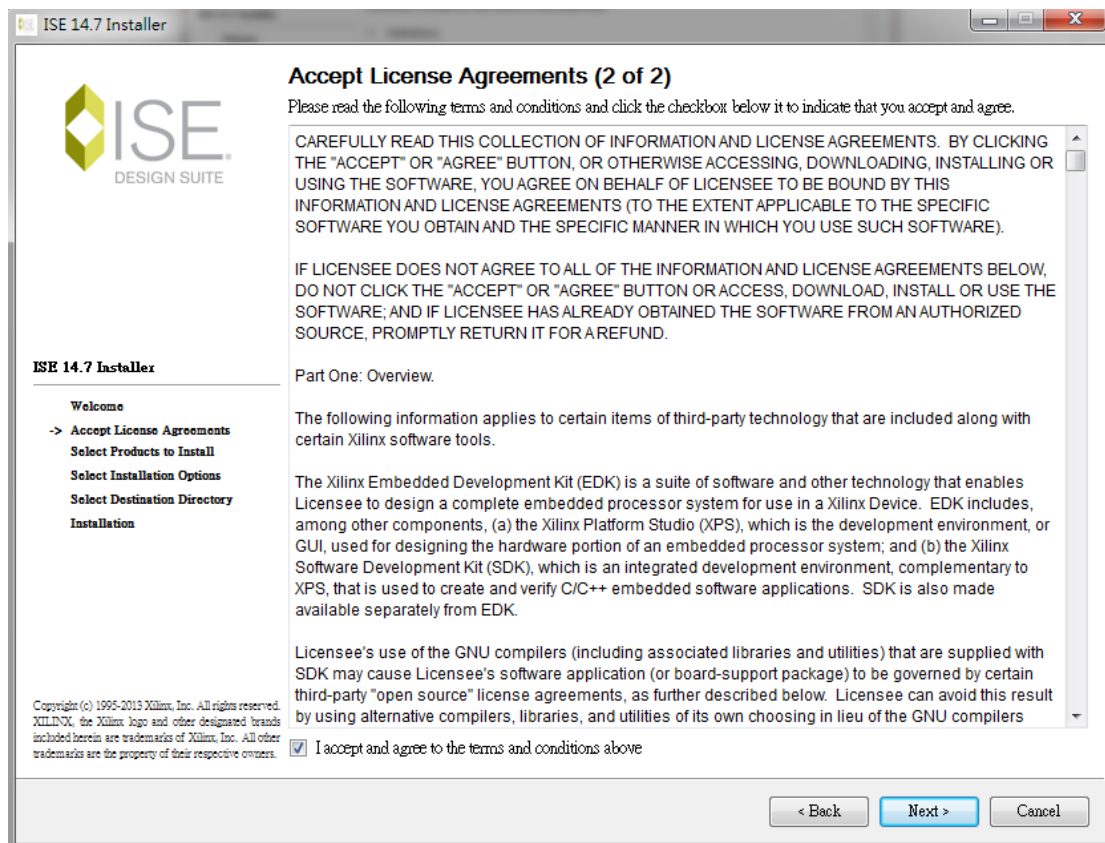 ISE 14.7 Installer
ISE
DESIGN SUITE
ISE 14.7 Installer
Welcome
-> Accept License Agreements
Select Products to Install
Select Installation Options
Select Destination Directory
Installation
Copyright (c) 1995-2013 Xilinx, Inc. All rights reserved.
XILINX, the Xilinx logo and other designated brands
included herein are trademarks of Xilinx, Inc. All other
trademarks are the property of their respective owners.
Accept License Agreements (2 of 2)
Please read the following terms and conditions and click the checkbox below it to indicate that you accept and agree.
CAREFULLY READ THIS COLLECTION OF INFORMATION AND LICENSE AGREEMENTS. BY CLICKING
THE "ACCEPT" OR "AGREE" BUTTON, OR OTHERWISE ACCESSING, DOWNLOADING, INSTALLING OR
USING THE SOFTWARE, YOU AGREE ON BEHALF OF LICENSEE TO BE BOUND BY THIS
INFORMATION AND LICENSE AGREEMENTS (TO THE EXTENT APPLICABLE TO THE SPECIFIC
SOFTWARE YOU OBTAIN AND THE SPECIFIC MANNER IN WHICH YOU USE SUCH SOFTWARE).
IF LICENSEE DOES NOT AGREE TO ALL OF THE INFORMATION AND LICENSE AGREEMENTS BELOW,
DO NOT CLICK THE "ACCEPT" OR "AGREE" BUTTON OR ACCESS, DOWNLOAD, INSTALL OR USE THE
SOFTWARE; AND IF LICENSEE HAS ALREADY OBTAINED THE SOFTWARE FROM AN AUTHORIZED
SOURCE, PROMPTLY RETURN IT FOR A REFUND.
Part One: Overview.
The following information applies to certain items of third-party technology that are included along with
certain Xilinx software tools.
The Xilinx Embedded Development Kit (EDK) is a suite of software and other technology that enables
Licensee to design a complete embedded processor system for use in a Xilinx Device. EDK includes,
among other components, (a) the Xilinx Platform Studio (XPS), which is the development environment, or
GUI, used for designing the hardware portion of an embedded processor system; and (b) the Xilinx
Software Development Kit (SDK), which is an integrated development environment, complementary to
XPS, that is used to create and verify C/C++ embedded software applications. SDK is also made
available separately from EDK.
Licensee's use of the GNU compilers (including associated libraries and utilities) that are supplied with
SDK may cause Licensee's software application (or board-support package) to be governed by certain
third-party "open source" license agreements, as further described below. Licensee can avoid this result
by using alternative compilers, libraries, and utilities of its own choosing in lieu of the GNU compilers
I accept and agree to the terms and conditions above
< Back
Next >
Cancel